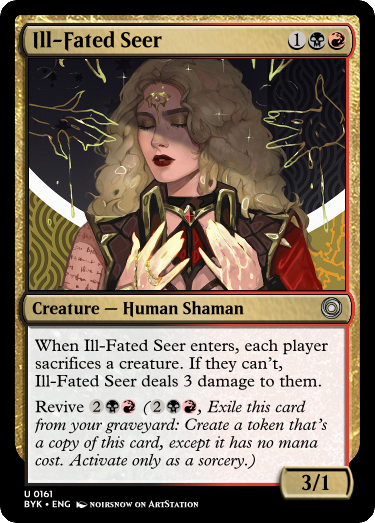 Ill-Fated Seer 1
Creature — Human Shaman
When Ill-Fated Seer enters, each player
sacrifices a creature. If they can't,
Ill-Fated Seer deals 3 damage to them.
Revive 2 (2, Exile this card
from your graveyard: Create a token that's
a copy of this card, except it has no mana
cost. Activate only as a sorcery.)
3/1
U 0161
BYK • ENG NOIRSNOW ON ARTSTATION